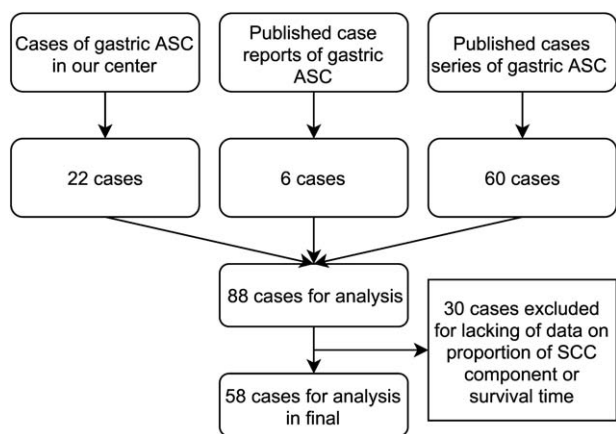 Cases of gastric ASC
in our center
Published case
reports of gastric
ASC
Published cases
series of gastric ASC
22 cases
6 cases
60 cases
88 cases for analysis
30 cases excluded
for lacking of data on
proportion of SCC
component or
survival time
58 cases for analysis
in final